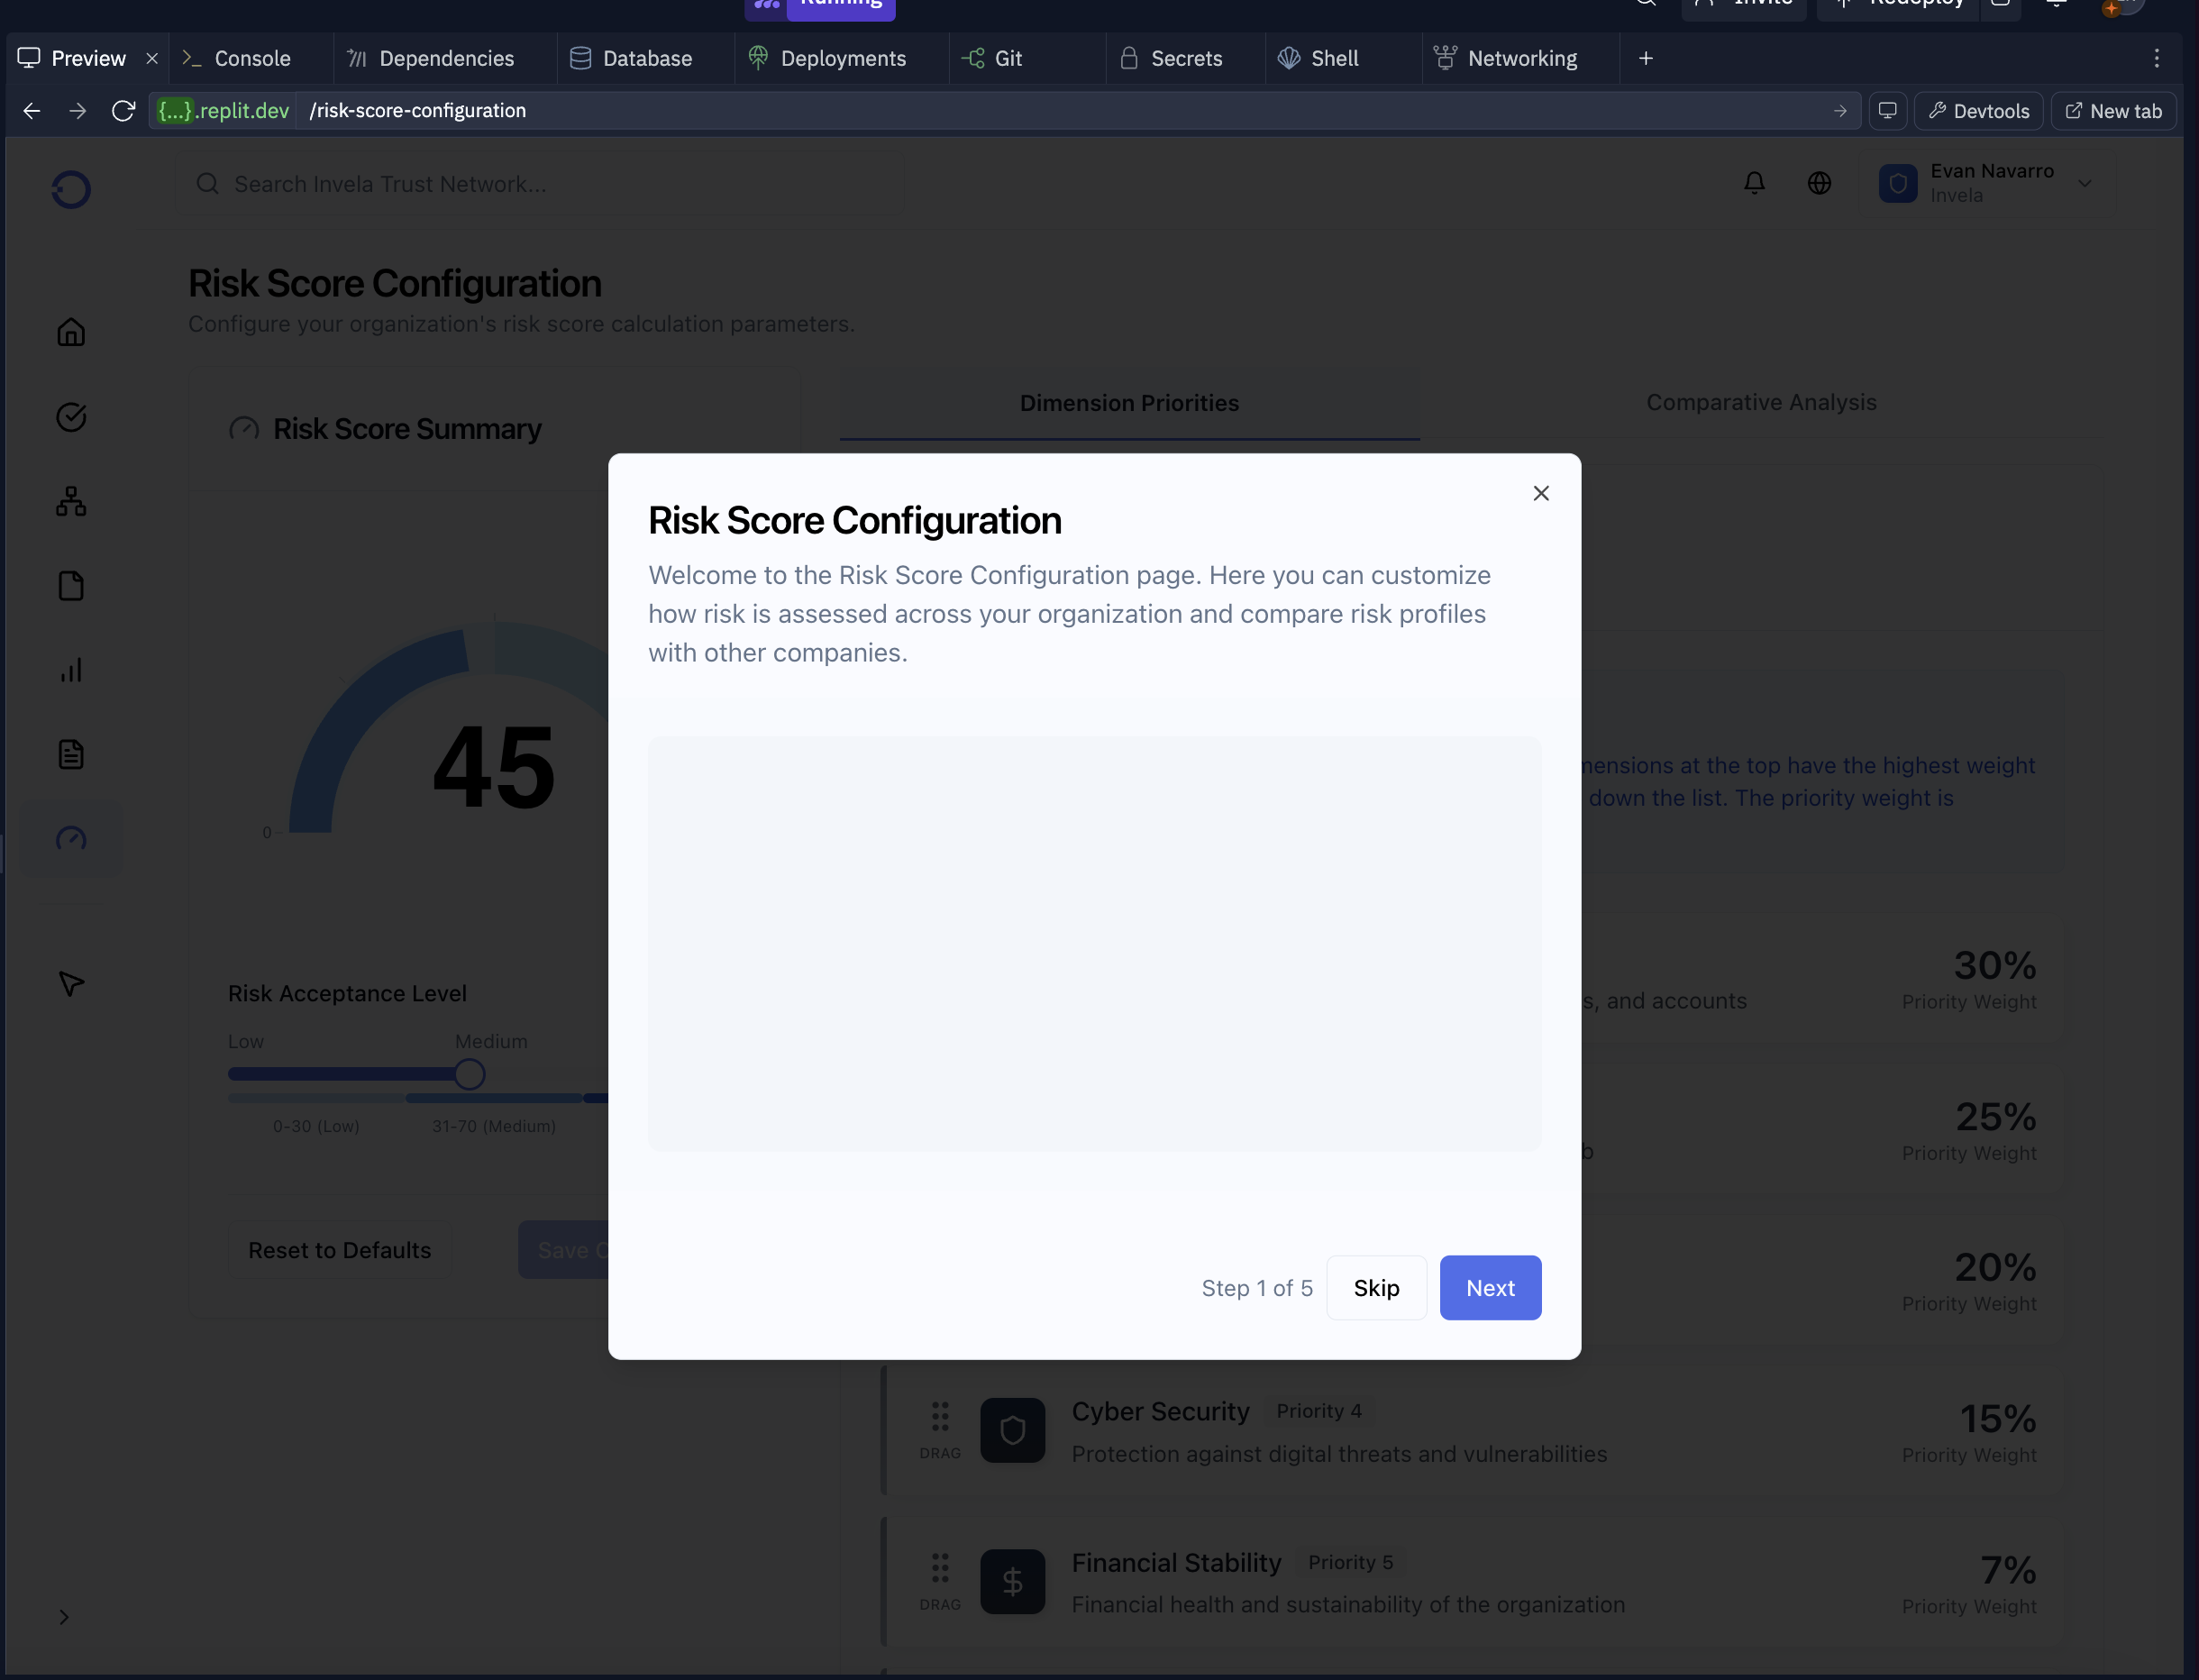 Running
Invite
Redeploy
Preview
Console
Dependencies
Database
Deployments
Git
Secrets
Shell
Networking
{...}.replit.dev
/risk-score-configuration
Devtools
New tab
Search Invela Trust Network...
Evan Navarro
Invela
Risk Score Configuration
Configure your organization's risk score calculation parameters.
Risk Score Summary
Dimension Priorities
Comparative Analysis
45
0
Risk Acceptance Level
Low
Medium
0-30 (Low)
31-70 (Medium)
Reset to Defaults
Save
Risk Score Configuration
Welcome to the Risk Score Configuration page. Here you can customize
how risk is assessed across your organization and compare risk profiles
with other companies.
Step 1 of 5
Skip
Next
at the top have the highest weight
down the list. The priority weight is
30%
and accounts
Priority Weight
25%
Priority Weight
20%
Priority Weight
DRAG
Cyber Security
Priority 4
Protection against digital threats and vulnerabilities
15%
Priority Weight
DRAG
Financial Stability
Priority 5
Financial health and sustainability of the organization
7%
Priority Weight